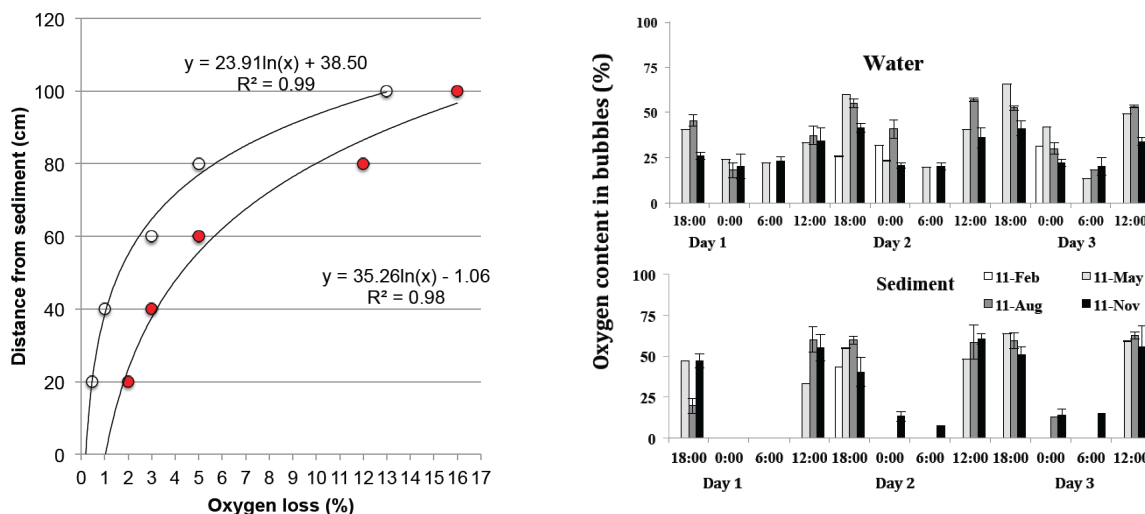 120
100
80
60
40
20
0
Distance from sediment (cm)
y = 23.91ln(x) + 38.50
R² = 0.99
y = 35.26ln(x) - 1.06
R² = 0.98
0 1 2 3 5 6 7 8 9 10 11 12 13 14 15 16 17
Oxygen loss (%)
Oxygen content in bubbles (%)
100
75
50
25
0
Water
18:00 0:00 6:00 12:00 18:00 0:00 6:00 12:00 18:00 0:00 6:00 12:00
Day 1 Day 2 Day 3
100
75
50
25
0
Sediment
11-Feb 11-May
11-Aug 11-Nov
18:00 0:00 6:00 12:00 18:00 0:00 6:00 12:00 18:00 0:00 6:00 12:00
Day 1 Day 2 Day 3